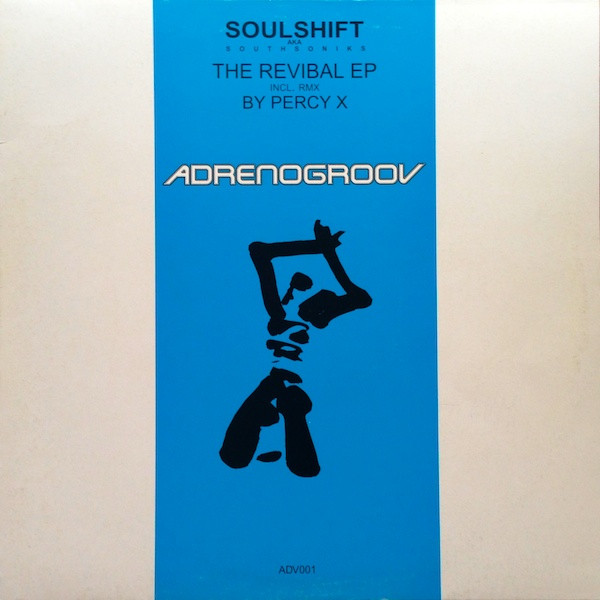 SOULSHIFT
AKA
SOUTHSONIKS
THE REVIBAL EP
INCL. RMX
BY PERCY X
ADRENOGROOV
ADV001